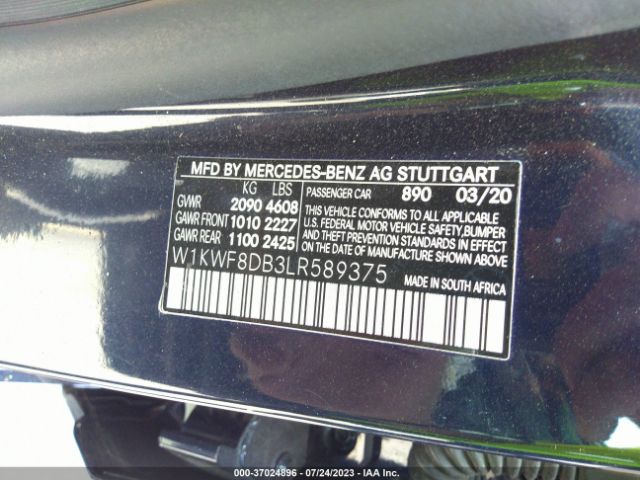 MFD BY MERCEDES-BENZ AG STUTTGART
KG LBS
GVWR 2090 4608
GAWR FRONT 1010 2227
GAWR REAR 1100 2425
PASSENGER CAR 890 03/20
THIS VEHICLE CONFORMS TO ALL APPLICABLE
U.S. FEDERAL MOTOR VEHICLE SAFETY, BUMPER
AND THEFT PREVENTION STANDARDS IN EFFECT
ON THE DATE OF MANUFACTURE SHOWN ABOVE
W1KWF8DB3LR589375
MADE IN SOUTH AFRICA
000-37024896 - 07/24/2023 - IAA Inc.